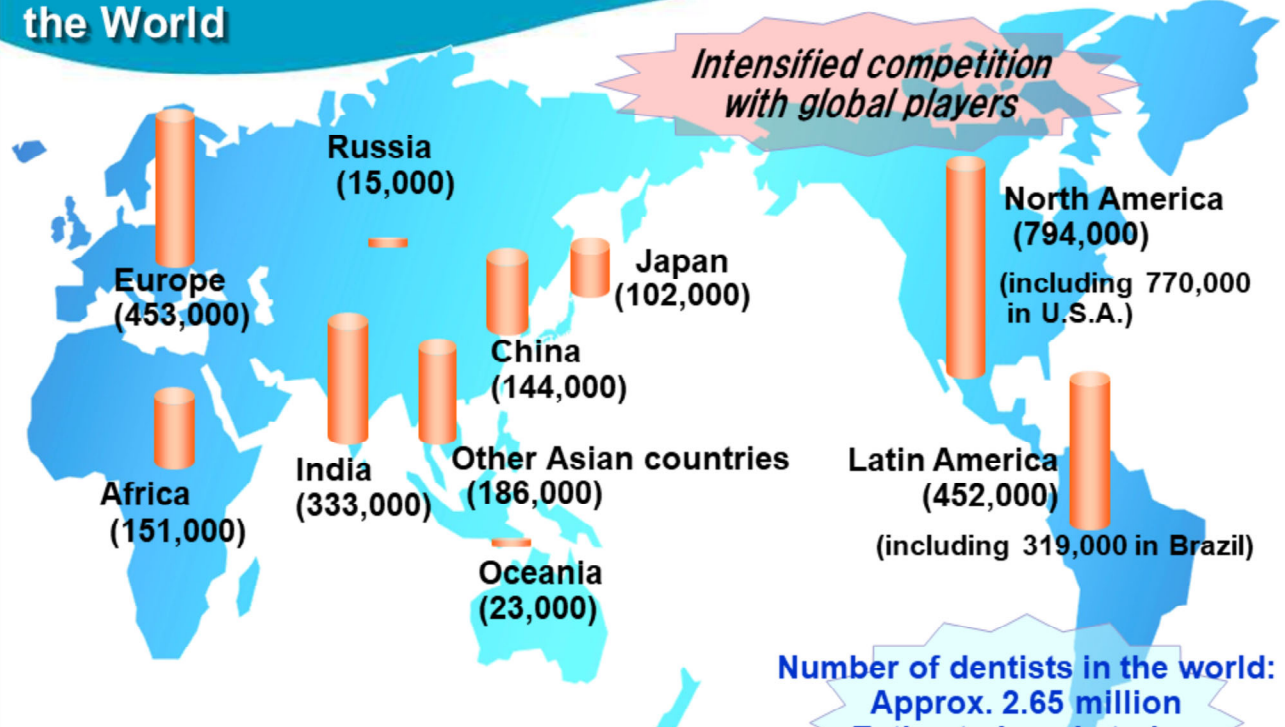 the World
Intensified competition
with global players
Russia
(15,000)
North America
(794,000)
(including 770,000
in U.S.A.)
Japan
(102,000)
Europe
(453,000)
China
(144,000)
India
(333,000)
Other Asian countries
(186,000)
Latin America
(452,000)
(including 319,000 in Brazil)
Africa
(151,000)
Oceania
(23,000)
Number of dentists in the world:
Approx. 2.65 million